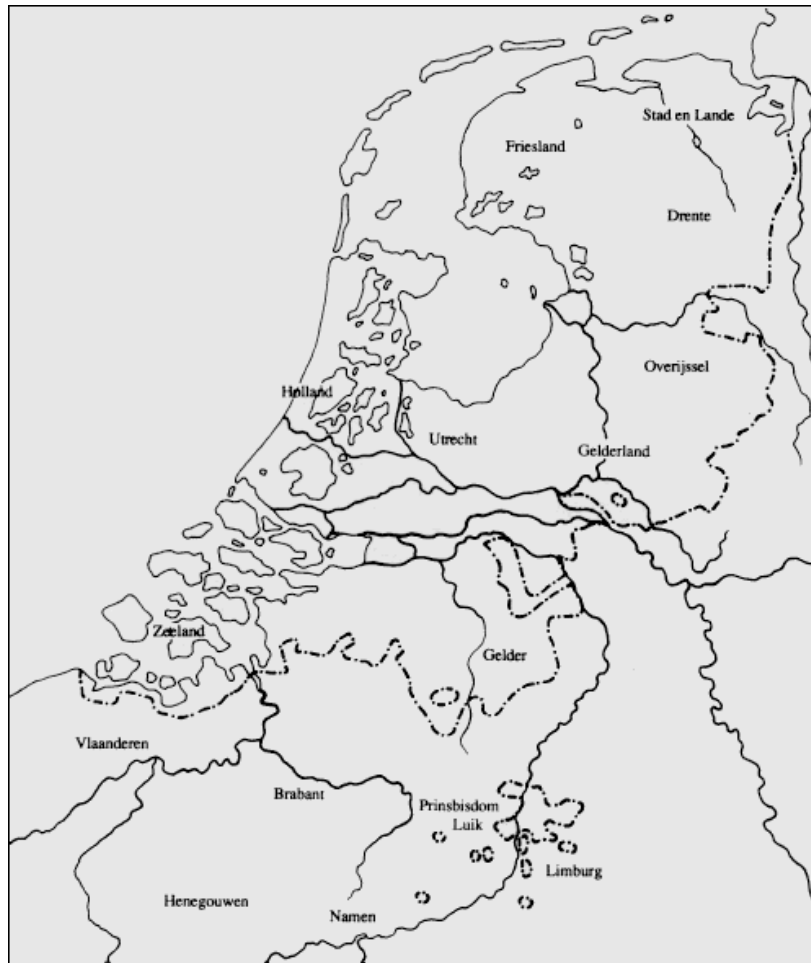 Stad en Lande
Friesland
Drente
Overijssel
Holland
Utrecht
Gelderland
Zeeland
Gelder
Vlaanderen
Brabant
Prinsbisdom
Luik
Limburg
Henegouwen
Namen